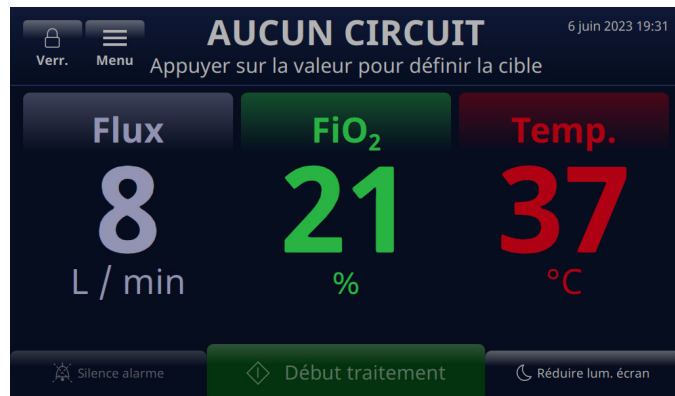 AUCUN CIRCUIT
6 juin 2023 19:31
Verr.
Menu
Appuyer sur la valeur pour définir la cible
Flux
FiO₂
Temp.
8
21
37
L / min
%
°C
Silence alarme
Début traitement
Réduire lum. écran